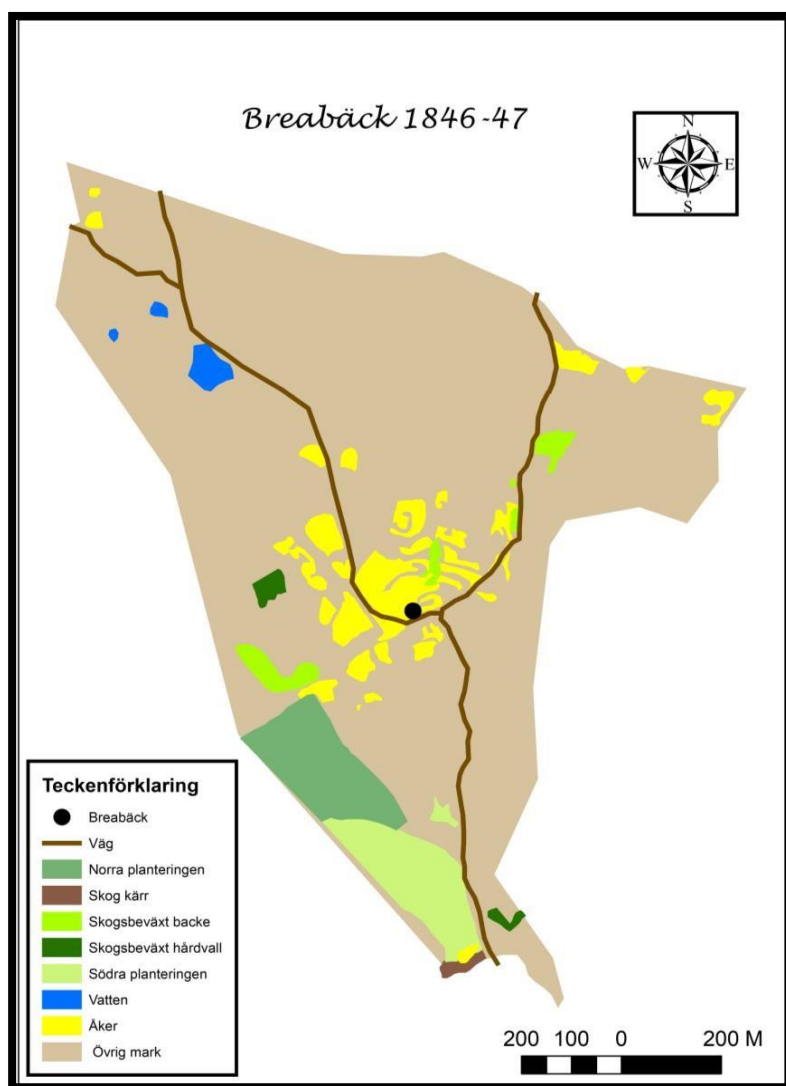 Breabäck 1846-47
N
W E
S
Teckenförklaring
Breabäck
Väg
Norra planteringen
Skog kärr
Skogsbeväxt backe
Skogsbeväxt hårdvall
Södra planteringen
Vatten
Åker
Övrig mark
200 100 0 200 M